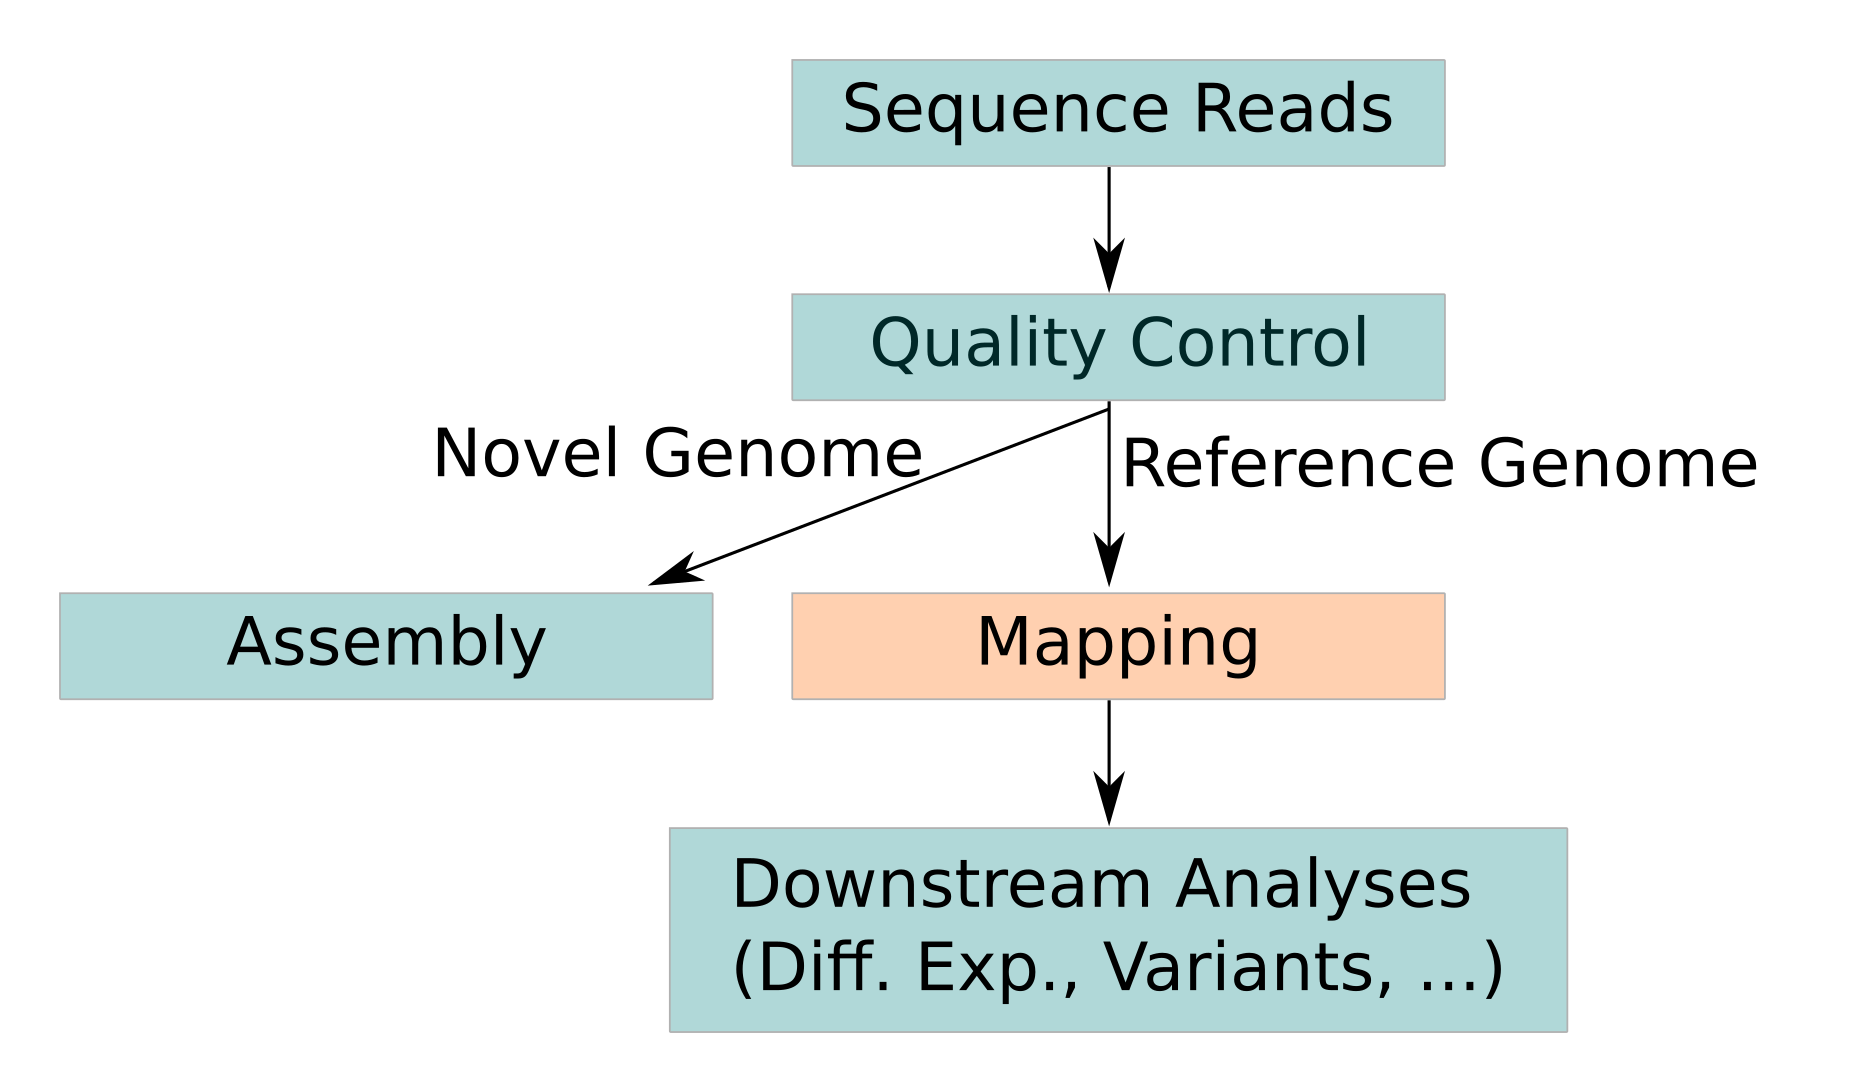 Sequence Reads
Quality Control
Novel Genome
Reference Genome
Assembly
Mapping
Downstream Analyses
(Diff. Exp., Variants, ...)